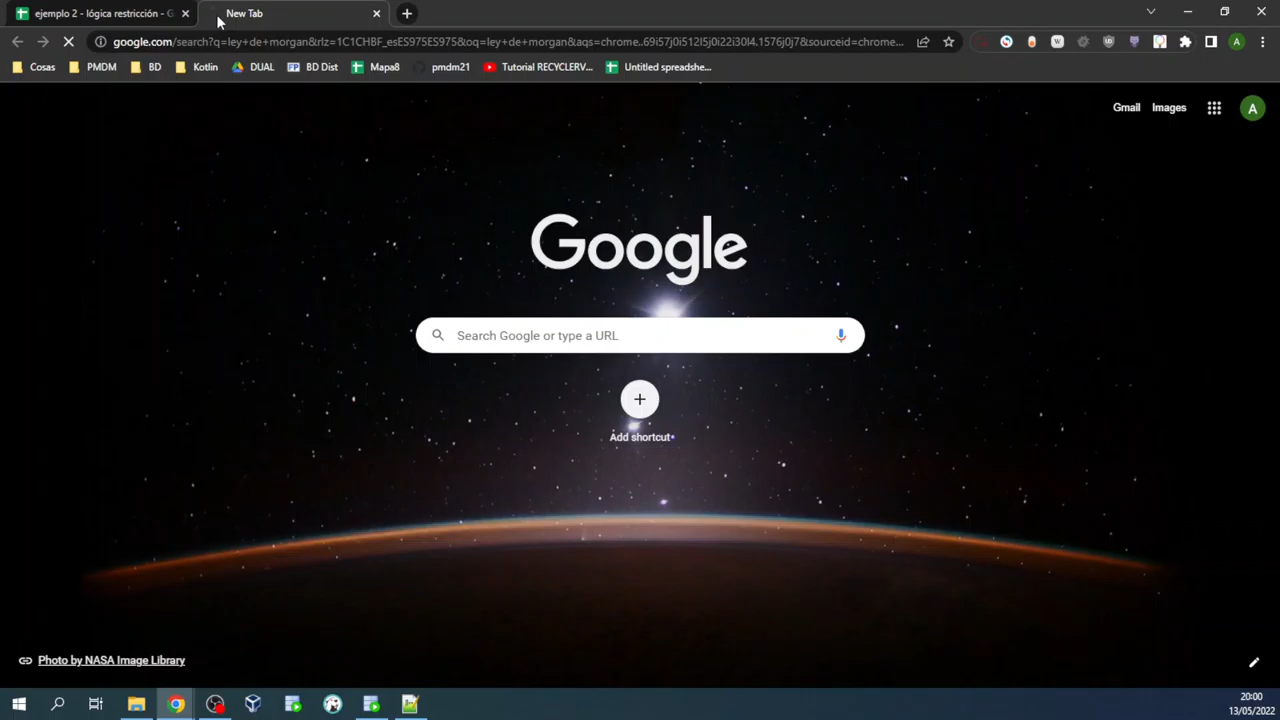 ejemplo 2 - lógica restricción - G
New Tab
google.com/search?q=ley+de+morgan&rlz=1C1CHBF_esES975ES975&oq=ley+de+morgan&aqs=chrome..69i57j0i512l5j0i22i30l4.1576j0j7&sourceid=chrome...
Cosas PMDM BD Kotlin DUAL BD Dist Mapa8 pmdm21 Tutorial RECYCLERV... Untitled spreadshe...
Gmail Images A
Google
Search Google or type a URL
Add shortcut
Photo by NASA Image Library
20:00
13/05/2022